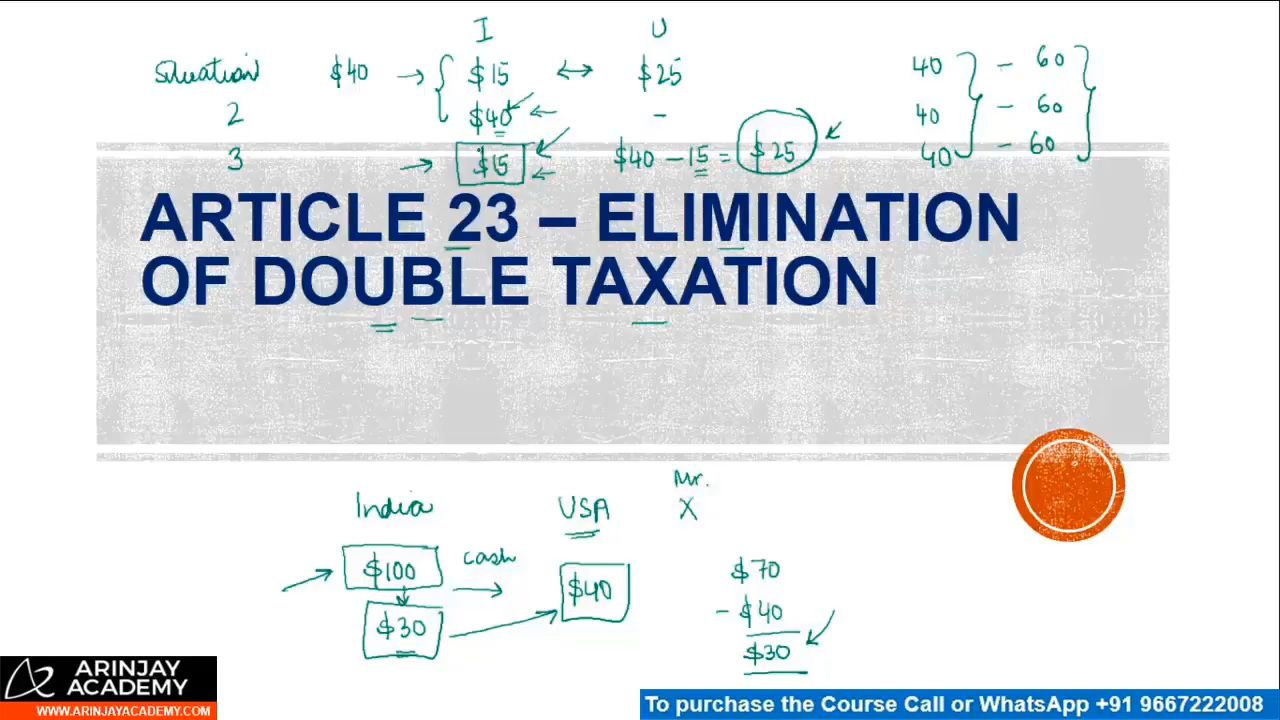 I U
Situation $40 → { $15 ↔ $25 40 } - 60 }
2 $40 ← - 40 - 60
3 → $15 ← $40 - 15 = $25 40 - 60
ARTICLE 23 – ELIMINATION
OF DOUBLE TAXATION
Mr.
India USA X
$100 cash → $40 $70
- $40
$30 $30
ARINJAY
ACADEMY
WWW.ARINJAYACADEMY.COM
To purchase the Course Call or WhatsApp +91 9667222008